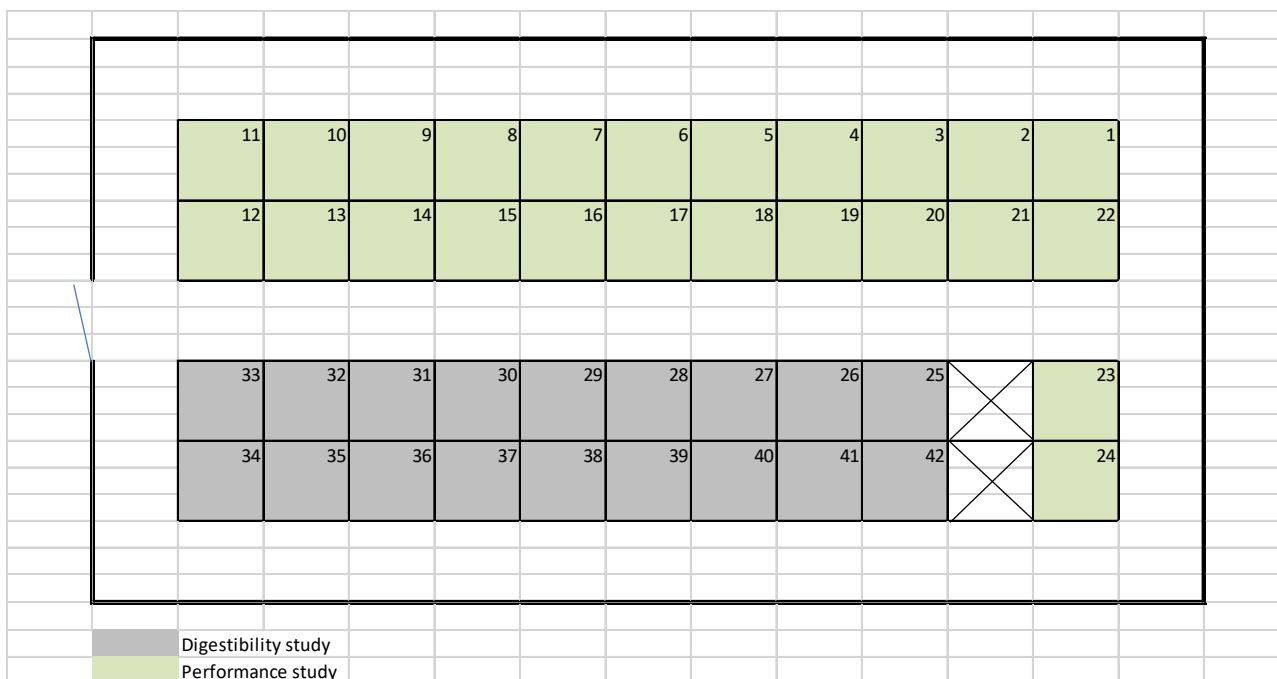 11 10 9 8 7 6 5 4 3 2 1
12 13 14 15 16 17 18 19 20 21 22
33 32 31 30 29 28 27 26 25 23
34 35 36 37 38 39 40 41 42 24
Digestibility study
Performance study